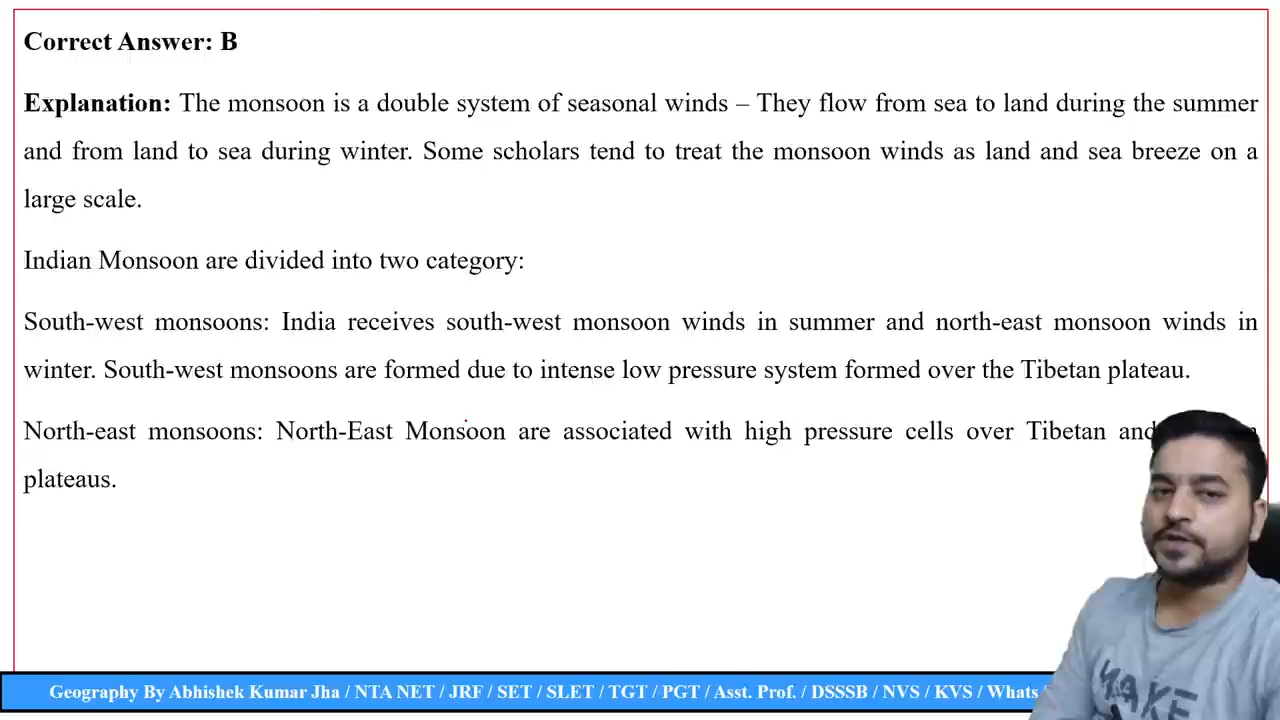 Correct Answer: B
Explanation: The monsoon is a double system of seasonal winds – They flow from sea to land during the summer
and from land to sea during winter. Some scholars tend to treat the monsoon winds as land and sea breeze on a
large scale.
Indian Monsoon are divided into two category:
South-west monsoons: India receives south-west monsoon winds in summer and north-east monsoon winds in
winter. South-west monsoons are formed due to intense low pressure system formed over the Tibetan plateau.
North-east monsoons: North-East Monsoon are associated with high pressure cells over Tibetan and
plateaus.
Geography By Abhishek Kumar Jha / NTA NET / JRF / SET / SLET / TGT / PGT / Asst. Prof. / DSSSB / NVS / KVS / Whats
MAKE